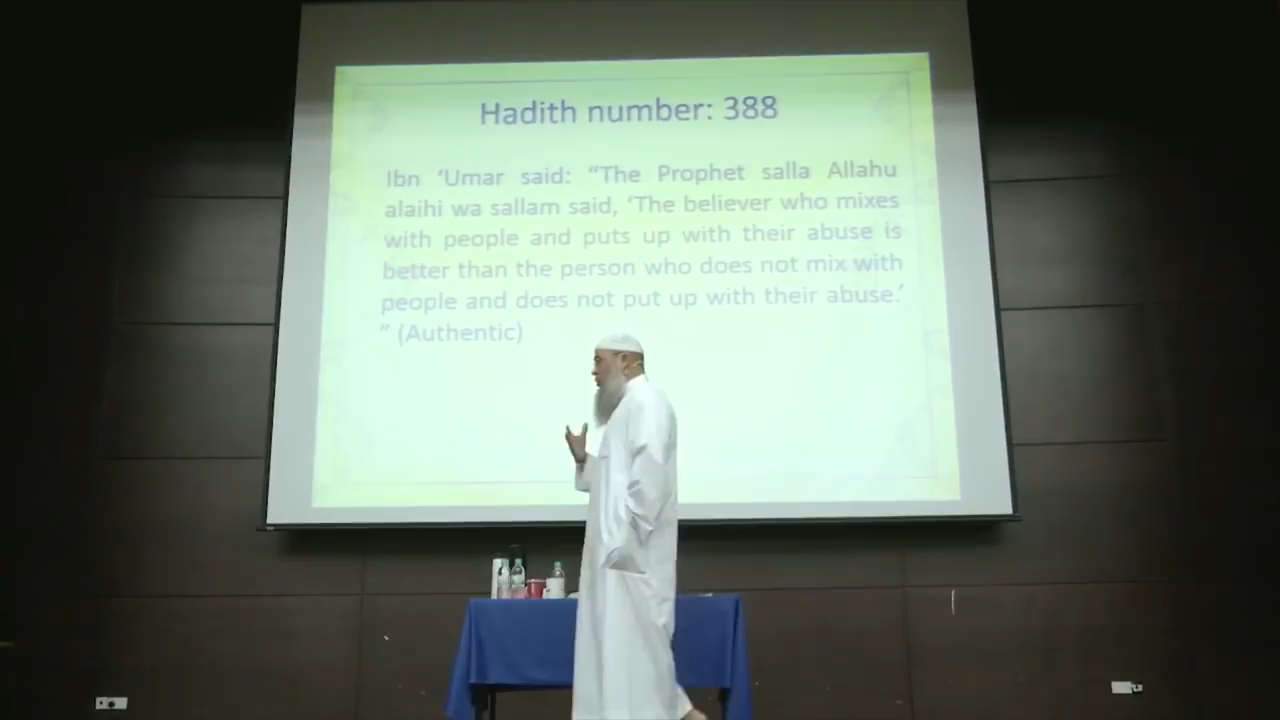 Hadith number: 388
Ibn ‘Umar said: “The Prophet salla Allahu
alaihi wa sallam said, ‘The believer who mixes
with people and puts up with their abuse is
better than the person who does not mix with
people and does not put up with their abuse.’
” (Authentic)